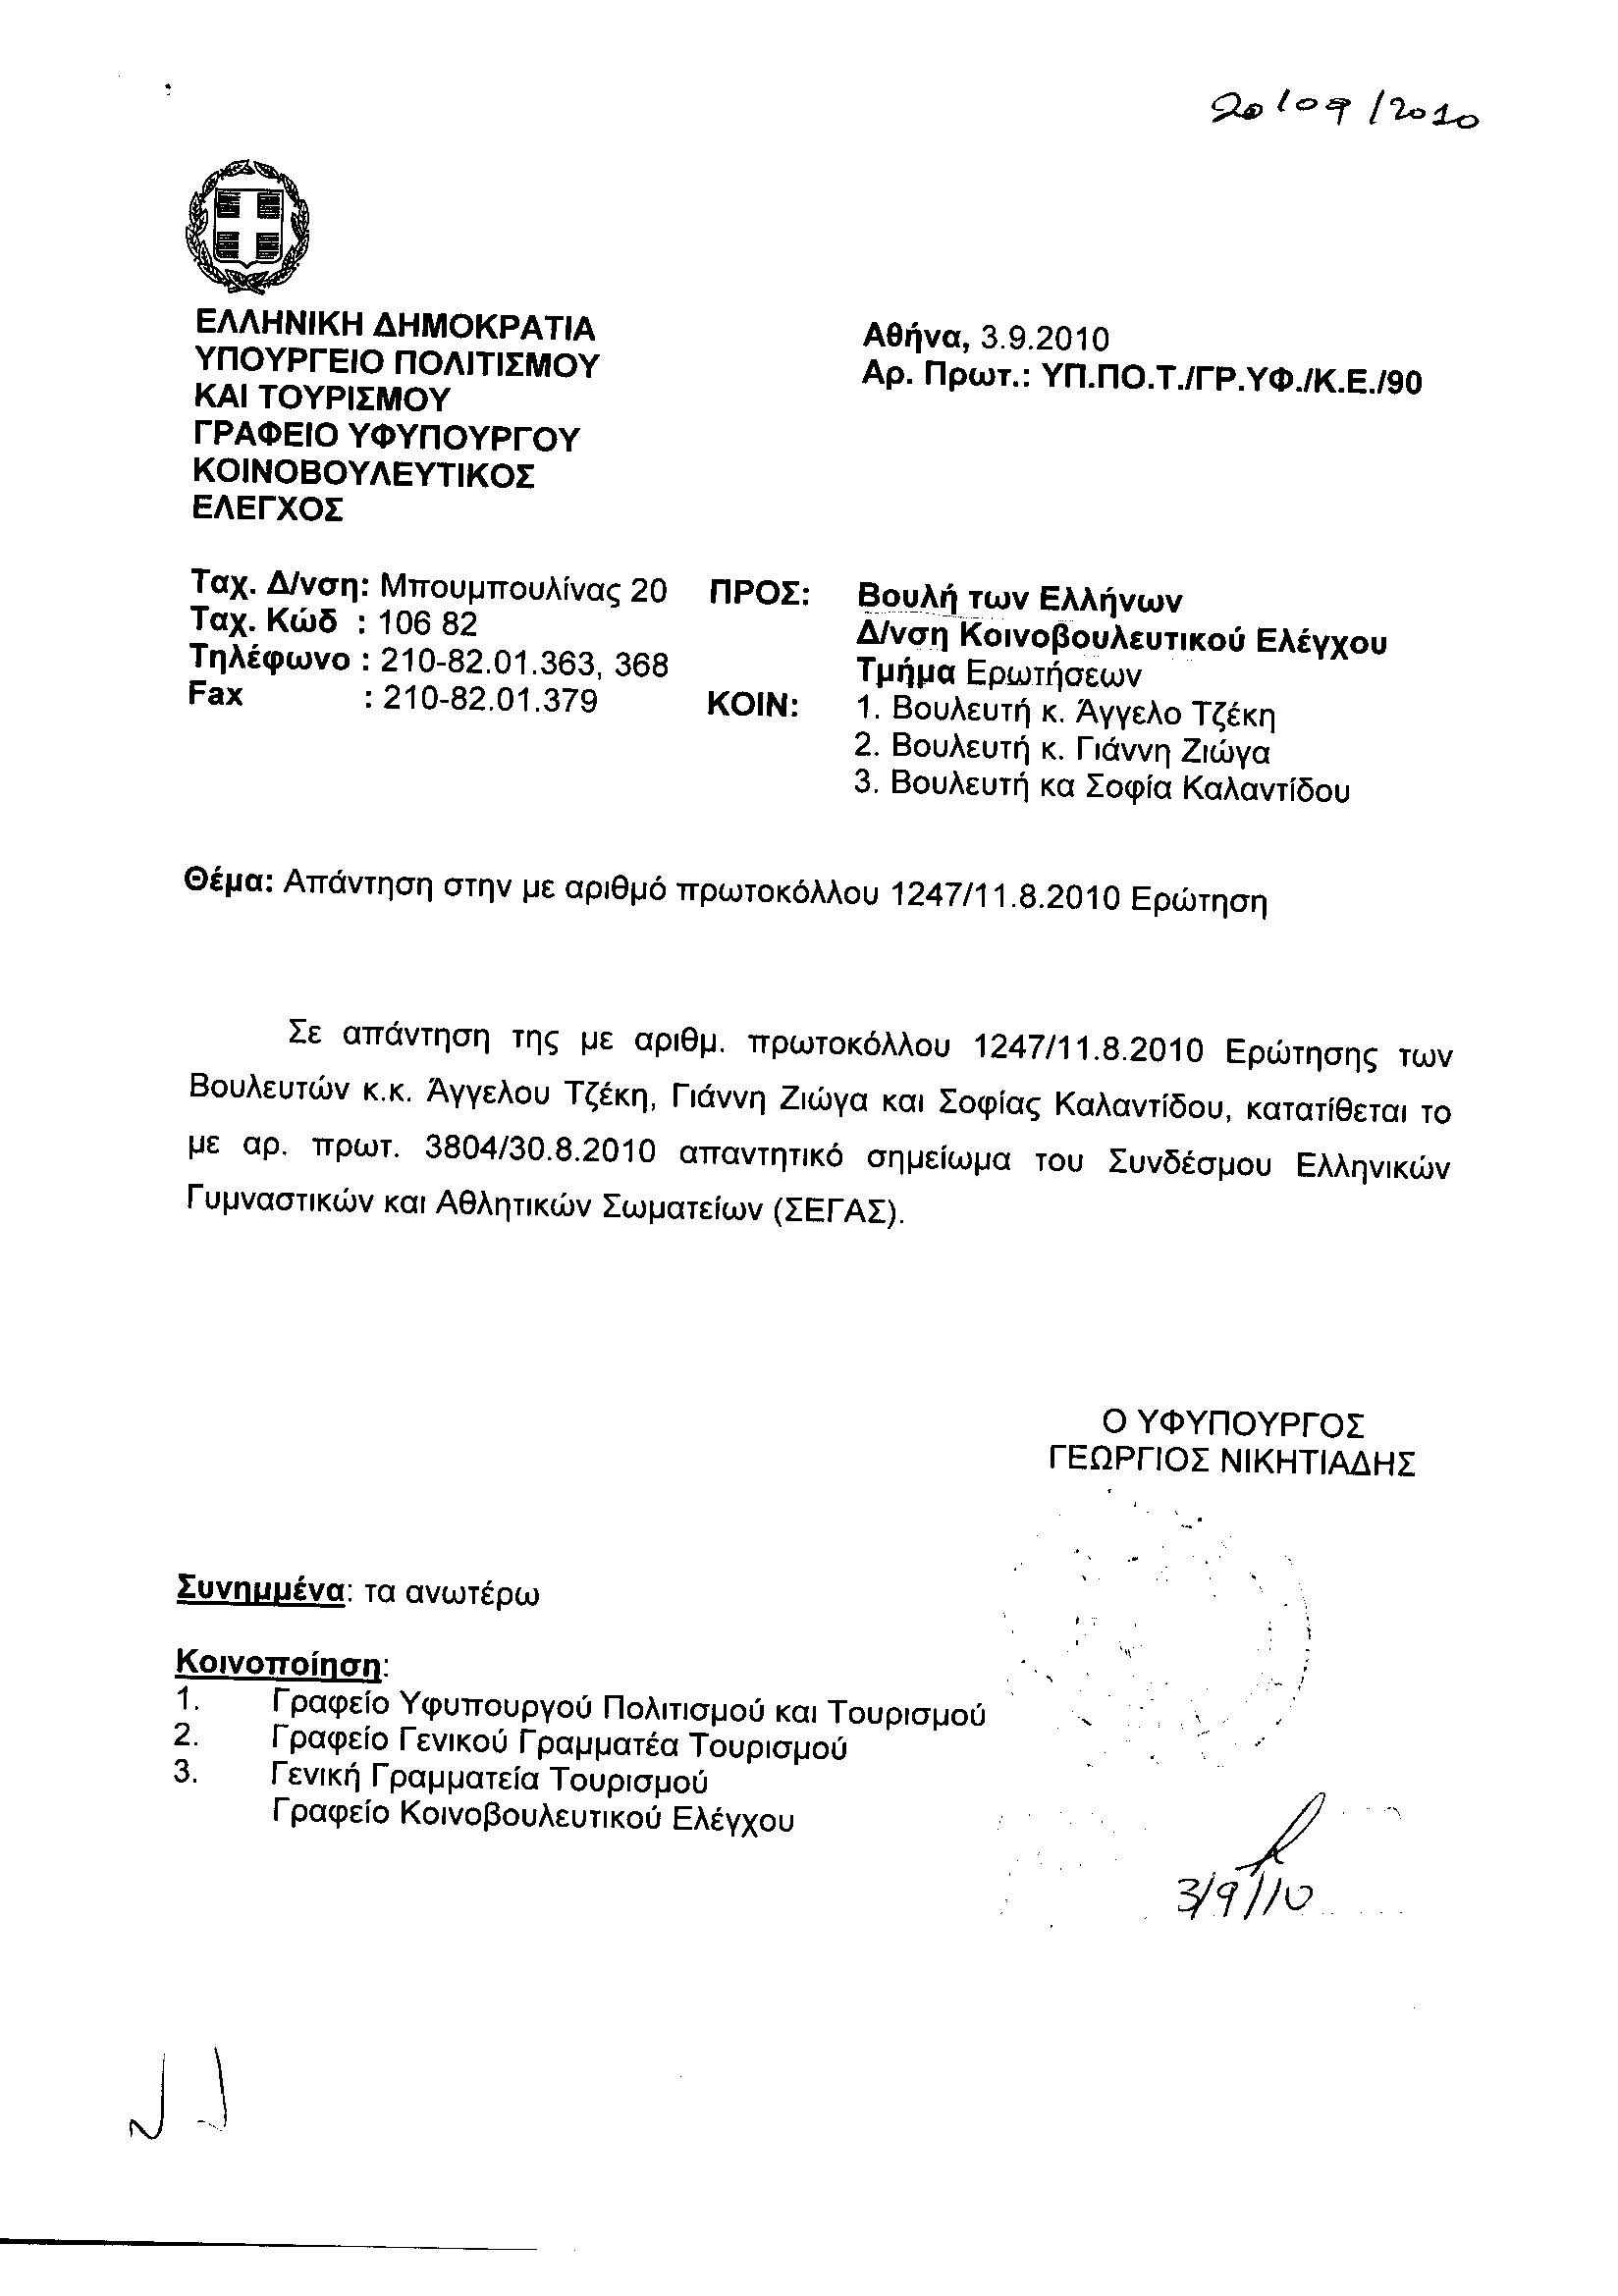 20/09/2010
ΕΛΛΗΝΙΚΗ ΔΗΜΟΚΡΑΤΙΑ
ΥΠΟΥΡΓΕΙΟ ΠΟΛΙΤΙΣΜΟΥ
ΚΑΙ ΤΟΥΡΙΣΜΟΥ
ΓΡΑΦΕΙΟ ΥΦΥΠΟΥΡΓΟΥ
ΚΟΙΝΟΒΟΥΛΕΥΤΙΚΟΣ
ΕΛΕΓΧΟΣ
Αθήνα, 3.9.2010
Αρ. Πρωτ.: ΥΠ.ΠΟ.Τ./ΓΡ.ΥΦ./Κ.Ε./90
Ταχ. Δ/νση: Μπουμπουλίνας 20
Ταχ. Κώδ : 106 82
Τηλέφωνο : 210-82.01.363, 368
Fax : 210-82.01.379
ΠΡΟΣ: Βουλή των Ελλήνων
Δ/νση Κοινοβουλευτικού Ελέγχου
Τμήμα Ερωτήσεων
ΚΟΙΝ: 1. Βουλευτή κ. Άγγελο Τζέκη
2. Βουλευτή κ. Γιάννη Ζιώγα
3. Βουλευτή κα Σοφία Καλαντίδου
Θέμα: Απάντηση στην με αριθμό πρωτοκόλλου 1247/11.8.2010 Ερώτηση
Σε απάντηση της με αριθμ. πρωτοκόλλου 1247/11.8.2010 Ερώτησης των
Βουλευτών κ.κ. Άγγελου Τζέκη, Γιάννη Ζιώγα και Σοφίας Καλαντίδου, κατατίθεται το
με αρ. πρωτ. 3804/30.8.2010 απαντητικό σημείωμα του Συνδέσμου Ελληνικών
Γυμναστικών και Αθλητικών Σωματείων (ΣΕΓΑΣ).
Ο ΥΦΥΠΟΥΡΓΟΣ
ΓΕΩΡΓΙΟΣ ΝΙΚΗΤΙΑΔΗΣ
Συνημμένα: τα ανωτέρω
Κοινοποίηση:
1. Γραφείο Υφυπουργού Πολιτισμού και Τουρισμού
2. Γραφείο Γενικού Γραμματέα Τουρισμού
3. Γενική Γραμματεία Τουρισμού
Γραφείο Κοινοβουλευτικού Ελέγχου
3/9/10